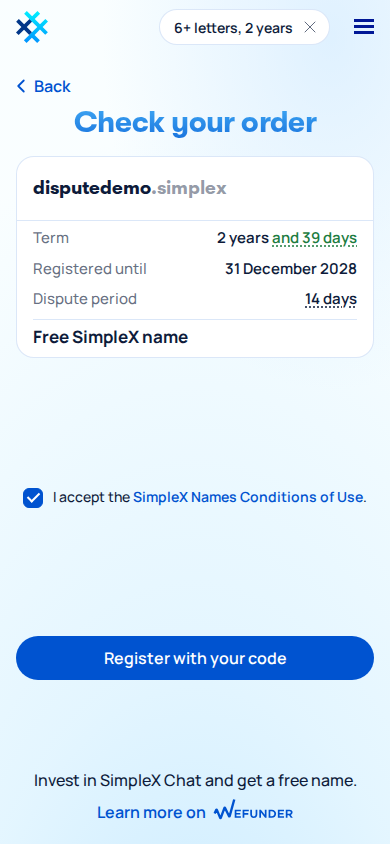 6+ letters, 2 years
Back
Check your order
disputedemo.simplex
Term 2 years and 39 days
Registered until 31 December 2028
Dispute period 14 days
Free SimpleX name
I accept the SimpleX Names Conditions of Use.
Register with your code
Invest in SimpleX Chat and get a free name.
Learn more on WEFUNDER